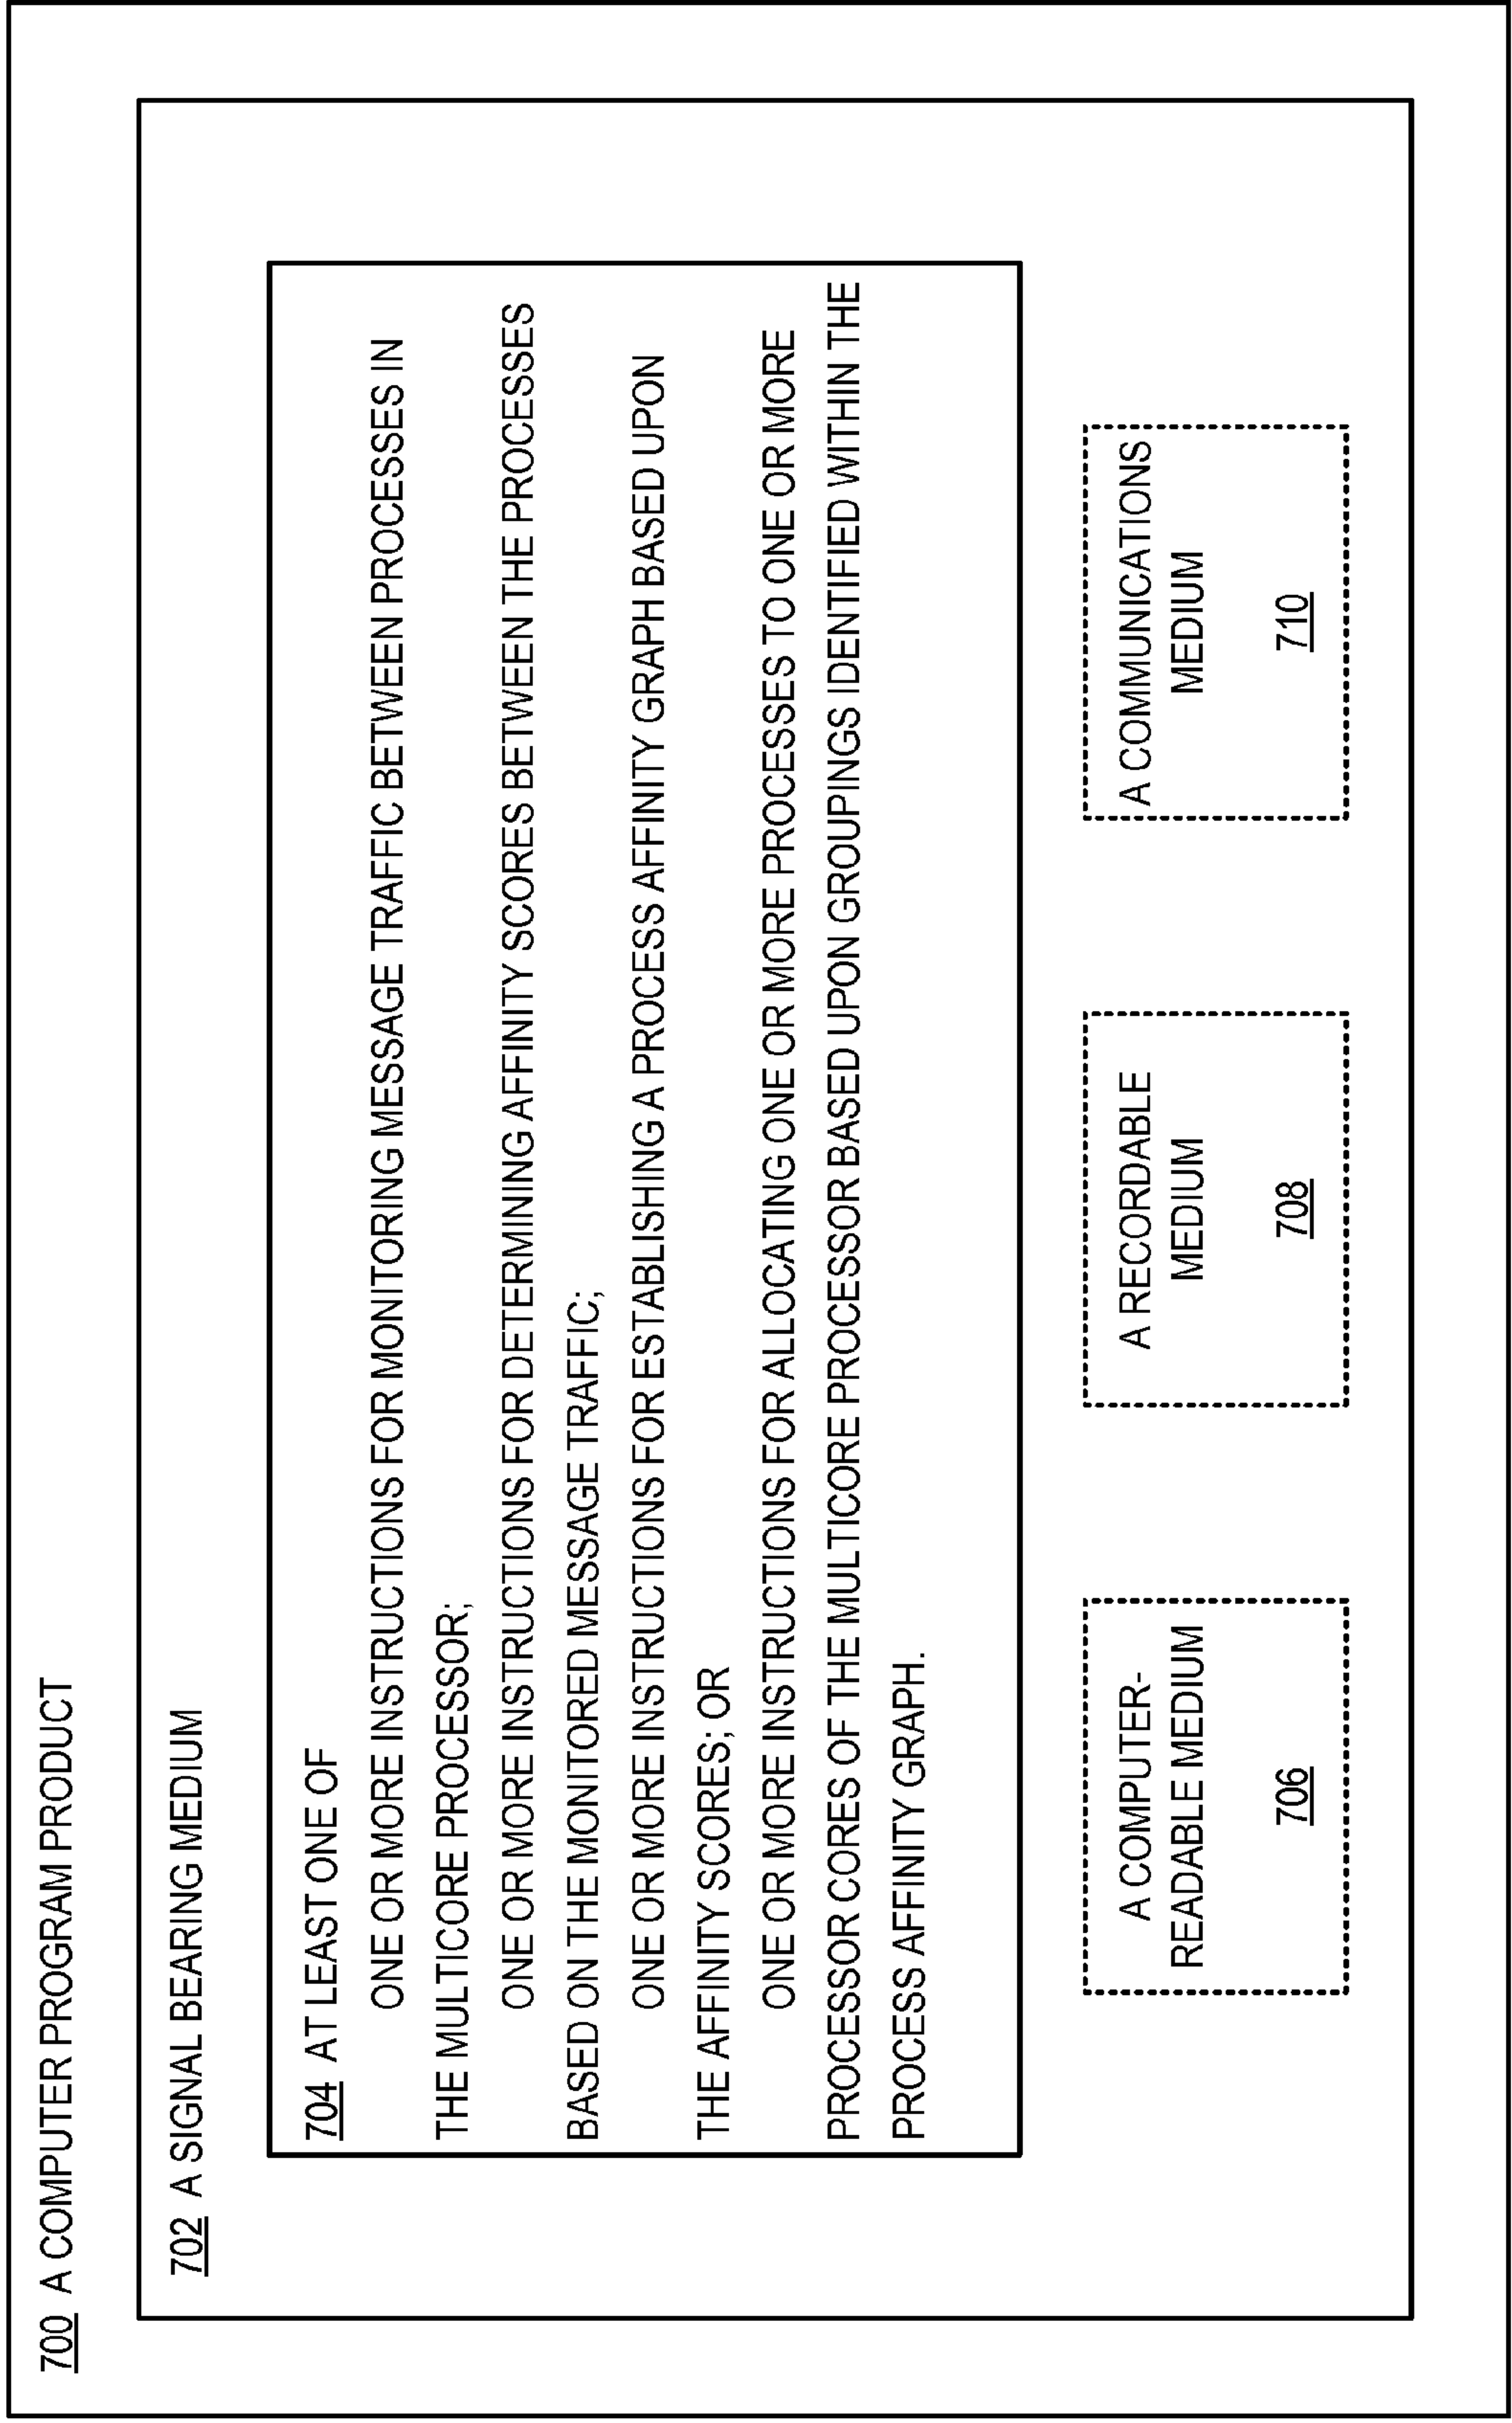 700 A COMPUTER PROGRAM PRODUCT
702 A SIGNAL BEARING MEDIUM
704 AT LEAST ONE OF
ONE OR MORE INSTRUCTIONS FOR MONITORING MESSAGE TRAFFIC BETWEEN PROCESSES IN
THE MULTICORE PROCESSOR;
ONE OR MORE INSTRUCTIONS FOR DETERMINING AFFINITY SCORES BETWEEN THE PROCESSES
BASED ON THE MONITORED MESSAGE TRAFFIC;
ONE OR MORE INSTRUCTIONS FOR ESTABLISHING A PROCESS AFFINITY GRAPH BASED UPON
THE AFFINITY SCORES; OR
ONE OR MORE INSTRUCTIONS FOR ALLOCATING ONE OR MORE PROCESSES TO ONE OR MORE
PROCESSOR CORES OF THE MULTICORE PROCESSOR BASED UPON GROUPINGS IDENTIFIED WITHIN THE
PROCESS AFFINITY GRAPH.
A COMPUTER-
READABLE MEDIUM
706
A RECORDABLE
MEDIUM
708
A COMMUNICATIONS
MEDIUM
710